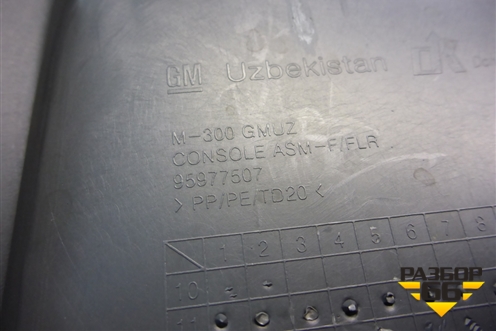 GM Uzbekistan
M-300 GMUZ
CONSOLE ASM-F/FLR
95977507
>PP/PE/TD20<
1 2 3 4 5 6 7 8
10
11
РАЗБОР
66